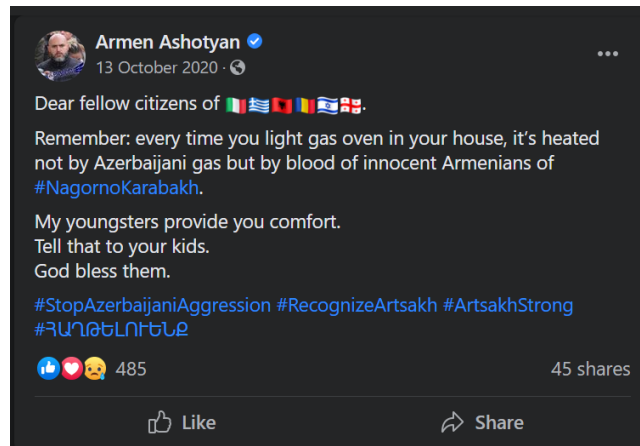 Armen Ashotyan
13 October 2020 ·
Dear fellow citizens of 🇮🇹🇬🇷🇦🇱🇷🇴🇮🇱🇬🇪.
Remember: every time you light gas oven in your house, it's heated
not by Azerbaijani gas but by blood of innocent Armenians of
#NagornoKarabakh.
My youngsters provide you comfort.
Tell that to your kids.
God bless them.
#StopAzerbaijaniAggression #RecognizeArtsakh #ArtsakhStrong
#ՀԱՂԹԵԼՈՒԵՆՔ
485
45 shares
Like
Share